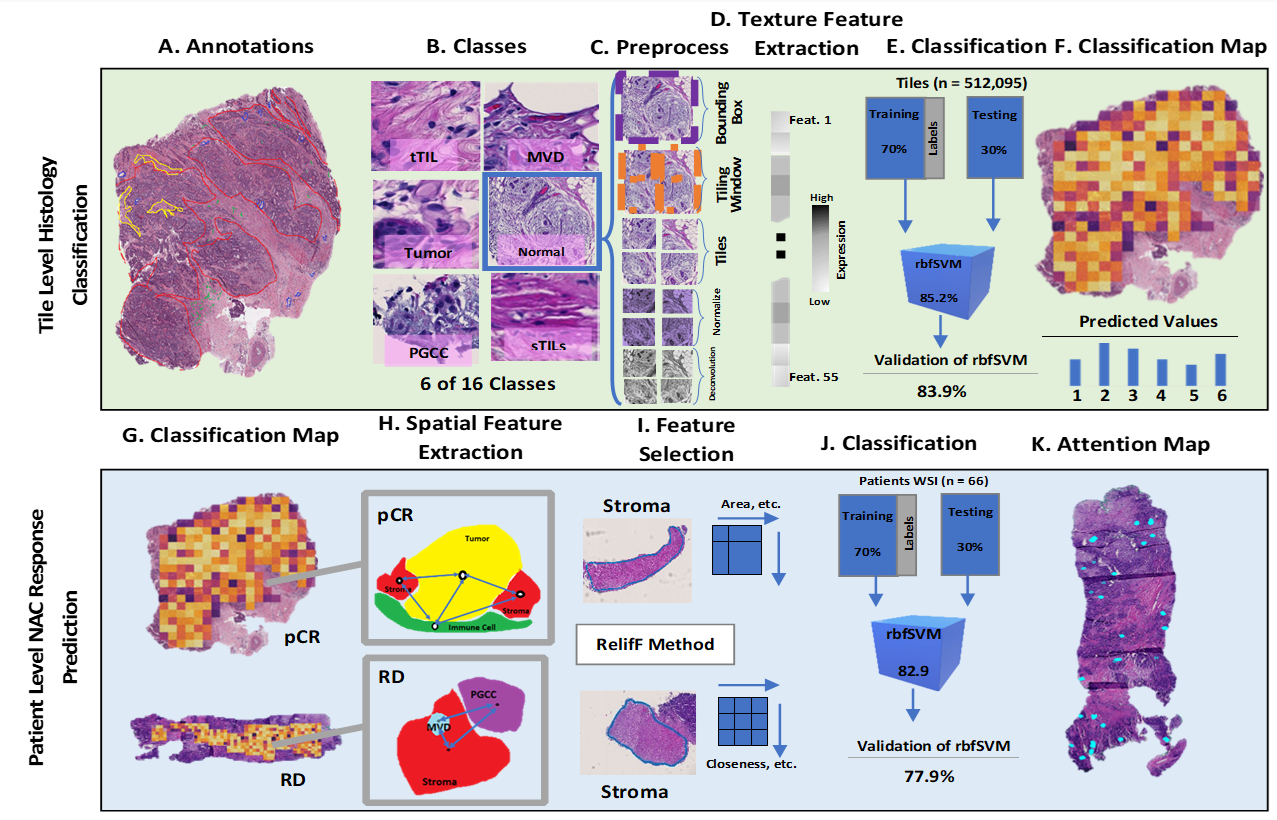 D. Texture Feature
A. Annotations
B. Classes
C. Preprocess
Extraction
E. Classification
F. Classification Map
Tile Level Histology
Classification
tTIL
MVD
Tumor
Normal
PGCC
sTILs
6 of 16 Classes
Bounding
Box
Tiling
Window
Tiles
Normalize
Deconvolution
Feat. 1
Feat. 55
High
Expression
Low
Tiles (n = 512,095)
Training
70%
Labels
Testing
30%
rbfSVM
85.2%
Validation of rbfSVM
83.9%
Predicted Values
1 2 3 4 5 6
G. Classification Map
H. Spatial Feature
Extraction
I. Feature
Selection
J. Classification
K. Attention Map
Patient Level NAC Response
Prediction
pCR
RD
pCR
Tumor
Stroma
Stroma
Immune Cell
RD
PGCC
MVD
Stroma
Stroma
Area, etc.
RelifF Method
Closeness, etc.
Stroma
Patients WSI (n = 66)
Training
70%
Labels
Testing
30%
rbfSVM
82.9
Validation of rbfSVM
77.9%